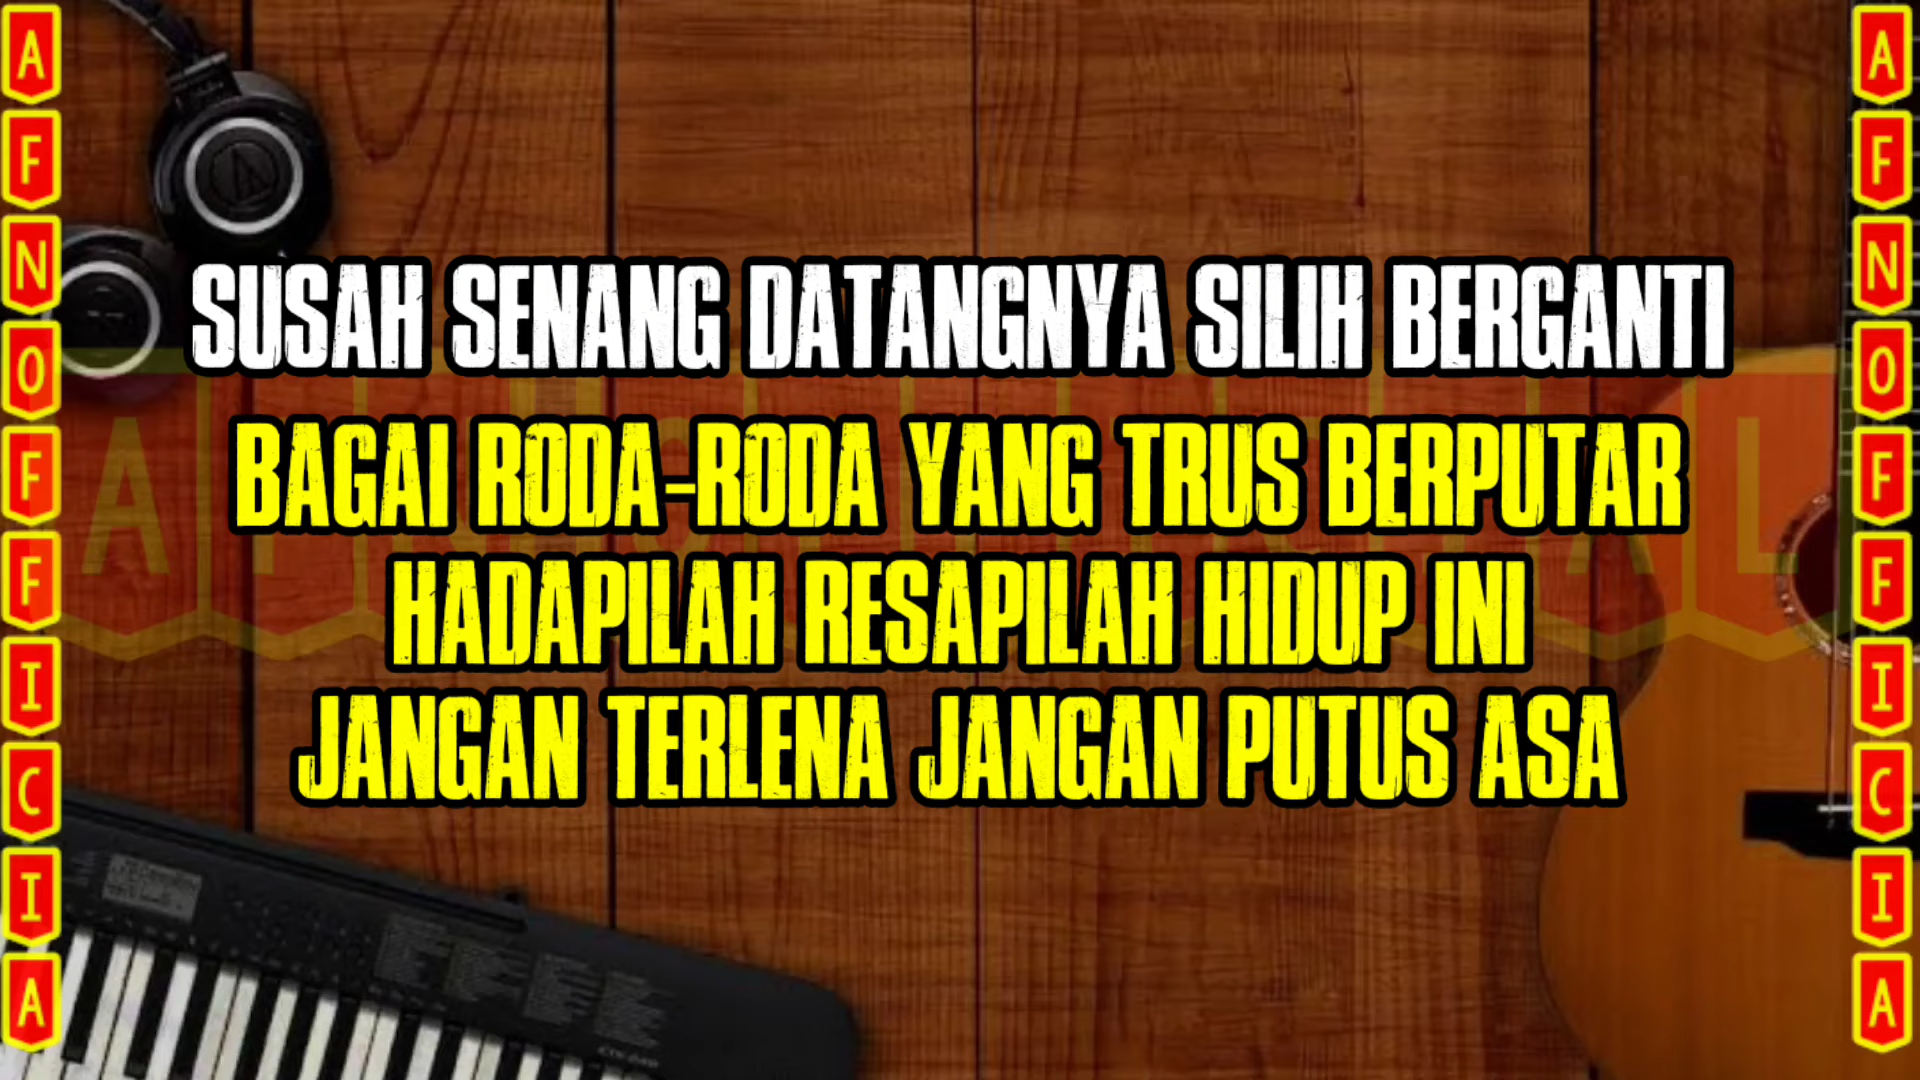 SUSAH SENANG DATANGNYA SILIH BERGANTI
BAGAI RODA-RODA YANG TRUS BERPUTAR
HADAPILAH RESAPILAH HIDUP INI
JANGAN TERLENA JANGAN PUTUS ASA
AFNOFFICIA
AFNOFFICIA